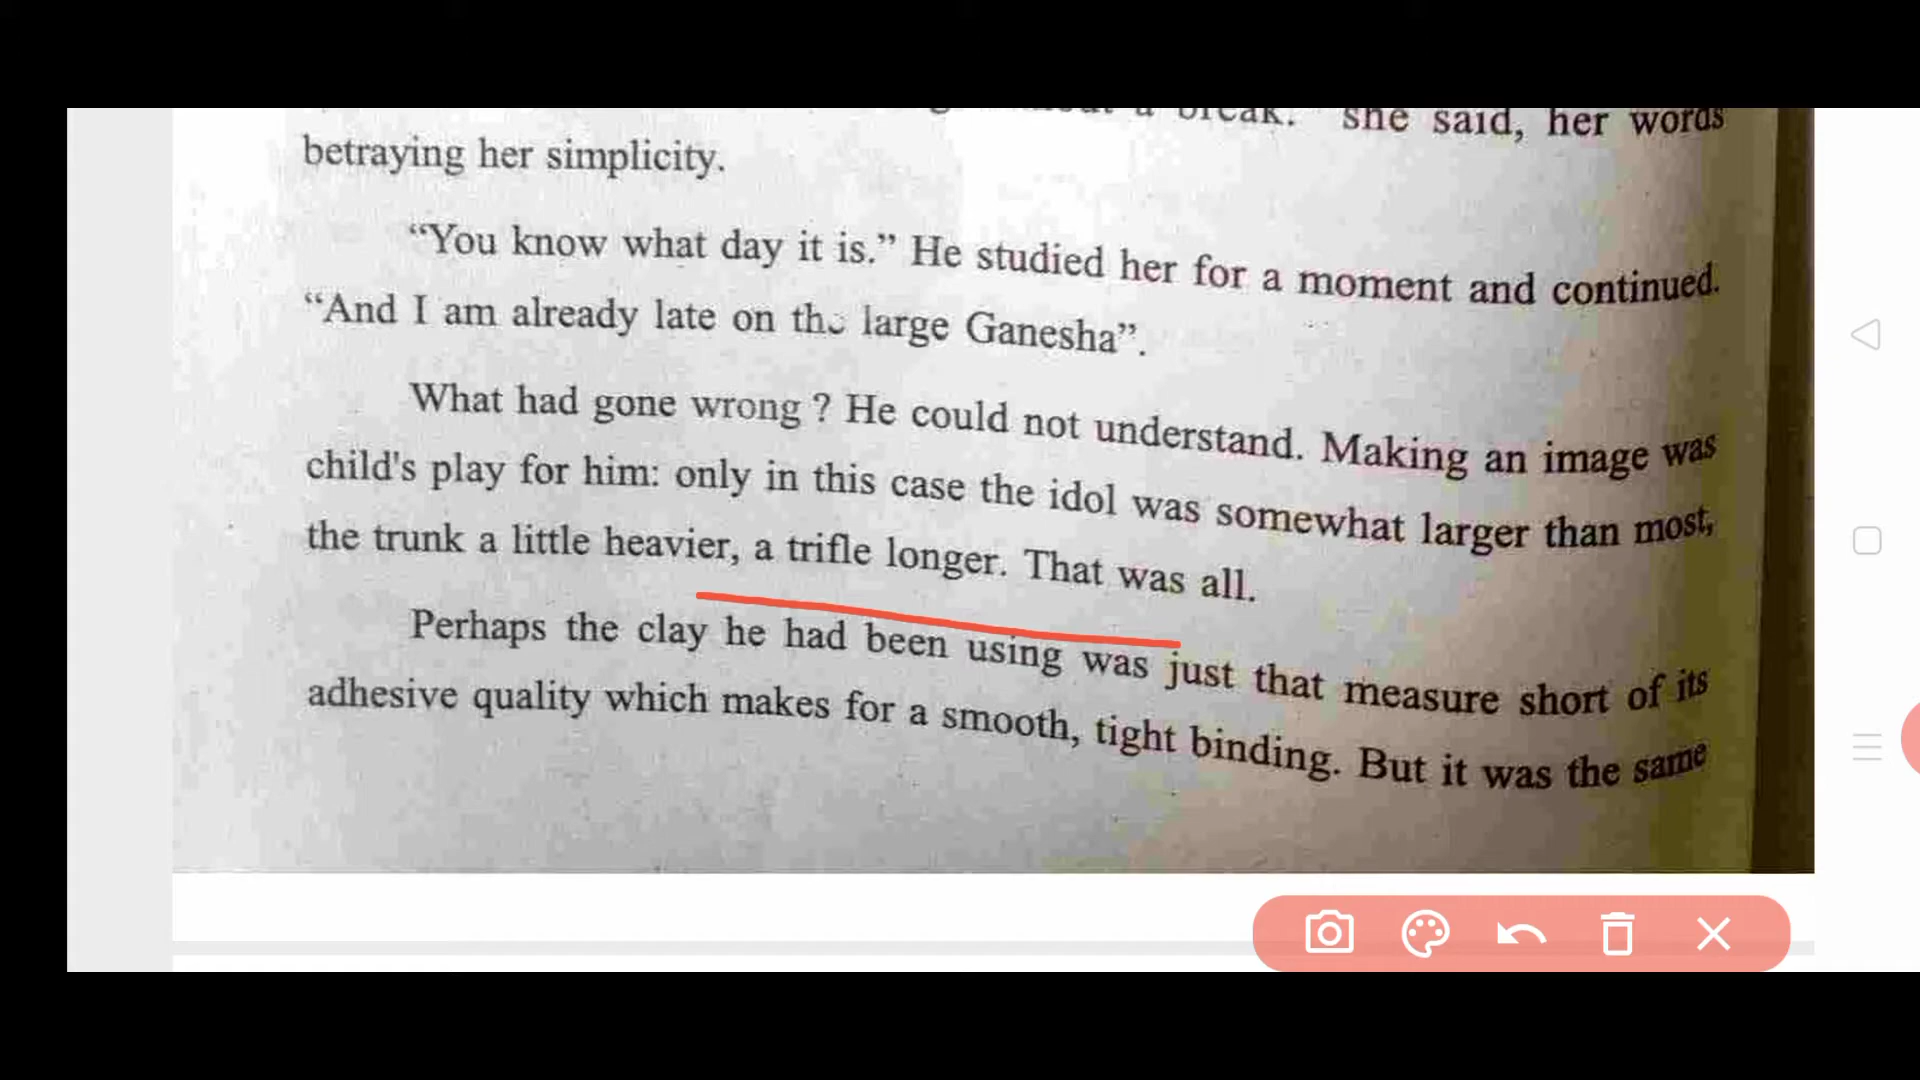 a break." she said, her words
betraying her simplicity.
“You know what day it is.” He studied her for a moment and continued.
“And I am already late on the large Ganesha”.
What had gone wrong ? He could not understand. Making an image was
child's play for him: only in this case the idol was somewhat larger than most,
the trunk a little heavier, a trifle longer. That was all.
Perhaps the clay he had been using was just that measure short of its
adhesive quality which makes for a smooth, tight binding. But it was the same